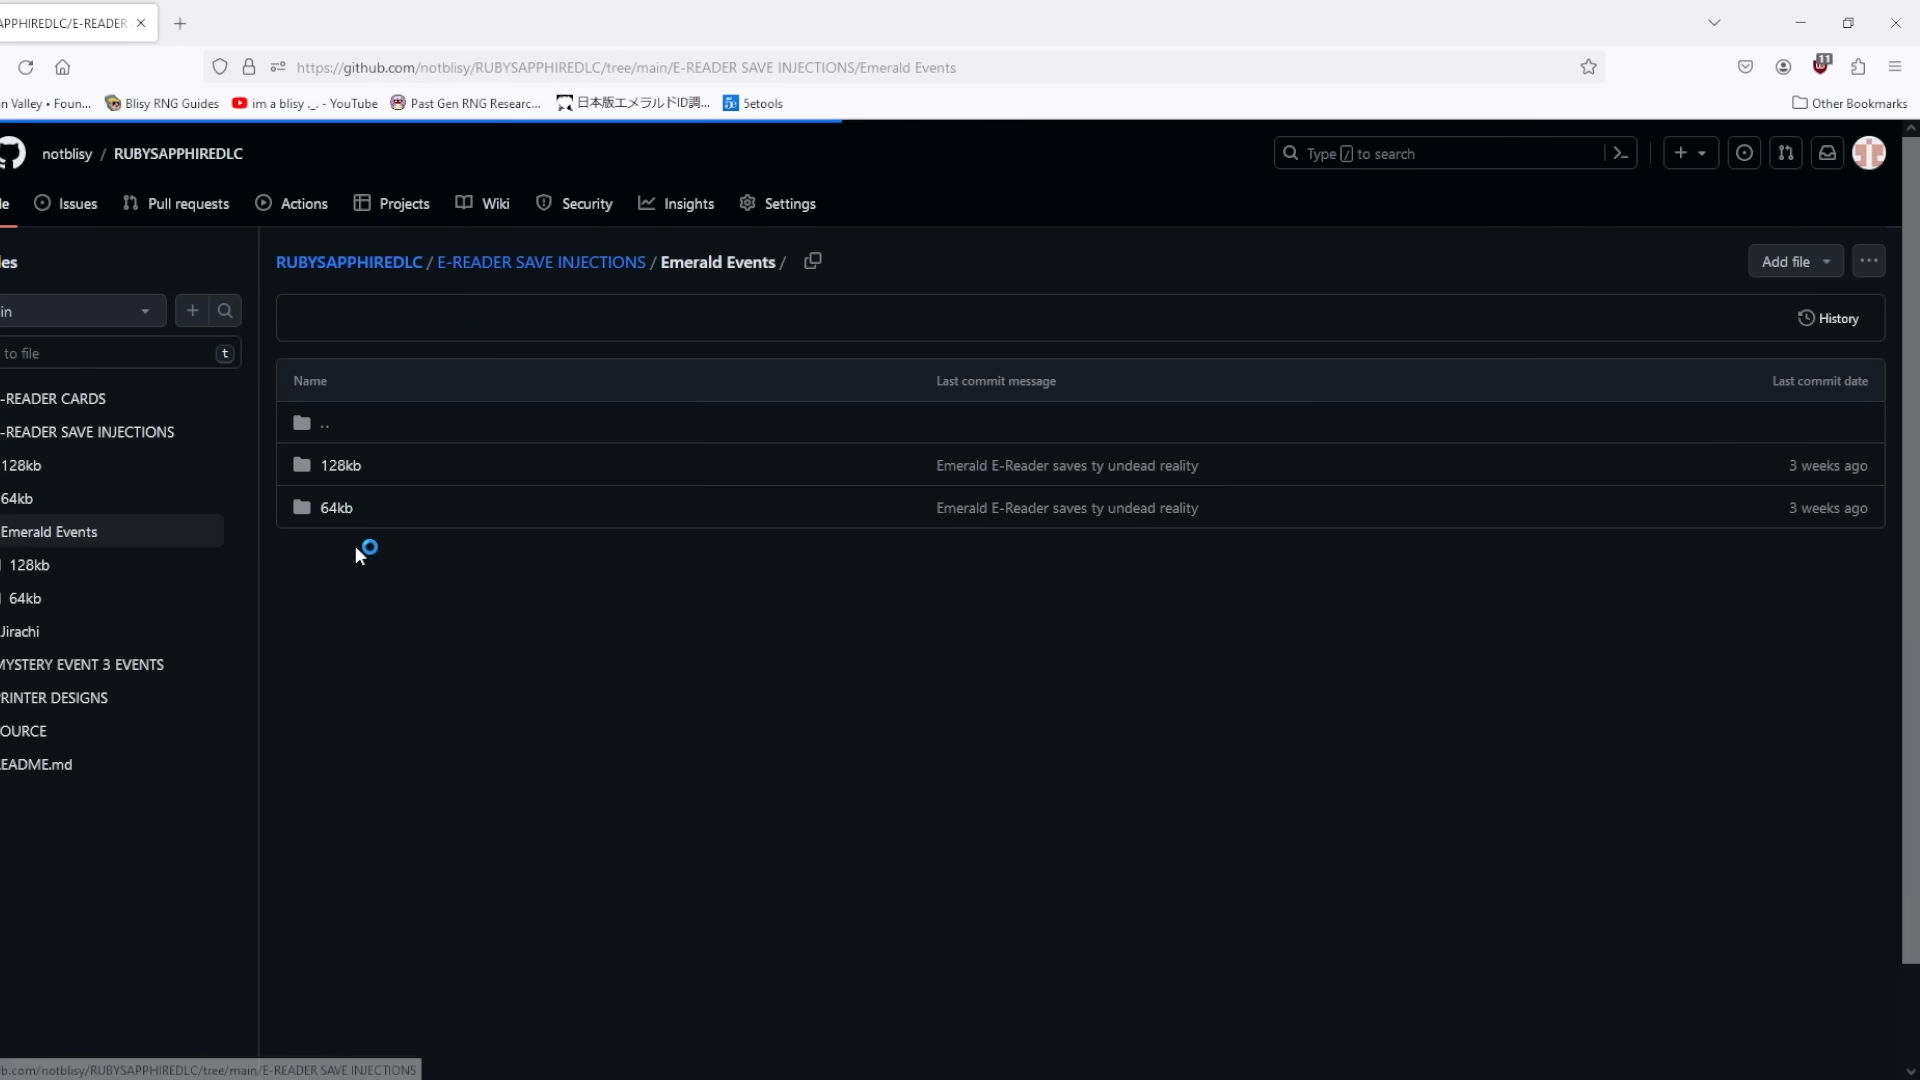 APPHIREDLC/E-READER
11
https://github.com/notblisy/RUBYSAPPHIREDLC/tree/main/E-READER SAVE INJECTIONS/Emerald Events
n Valley • Foun... Blisy RNG Guides im a blisy ._. - YouTube Past Gen RNG Researc... 日本版エメラルドID調... 5etools Other Bookmarks
notblisy / RUBYSAPPHIREDLC Type / to search
de Issues Pull requests Actions Projects Wiki Security Insights Settings
les RUBYSAPPHIREDLC / E-READER SAVE INJECTIONS / Emerald Events / Add file
in History
to file t
Name Last commit message Last commit date
-READER CARDS ..
-READER SAVE INJECTIONS
128kb 128kb Emerald E-Reader saves ty undead reality 3 weeks ago
64kb 64kb Emerald E-Reader saves ty undead reality 3 weeks ago
Emerald Events
128kb
64kb
Jirachi
MYSTERY EVENT 3 EVENTS
RINTER DESIGNS
OURCE
EADME.md
b.com/notblisy/RUBYSAPPHIREDLC/tree/main/E-READER SAVE INJECTIONS